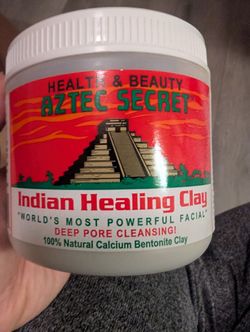 HEALTH & BEAUTY
AZTEC SECRET
Indian Healing Clay
"WORLD'S MOST POWERFUL FACIAL"
DEEP PORE CLEANSING!
100% Natural Calcium Bentonite Clay